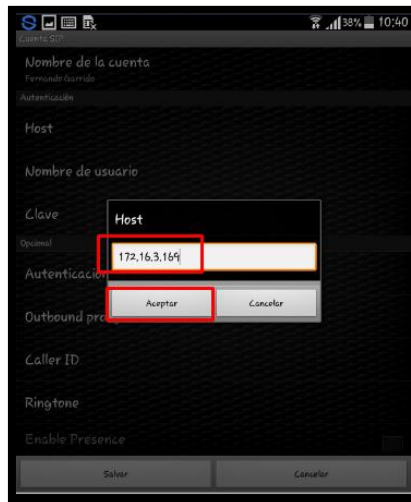 38% 10:40
Cuenta SIP
Nombre de la cuenta
Fernando Garrido
Autenticación
Host
Nombre de usuario
Clave
Host
Opcional
172.16.3.169
Autenticación
Aceptar Cancelar
Outbound pro
Caller ID
Ringtone
Enable Presence
Salvar Cancelar